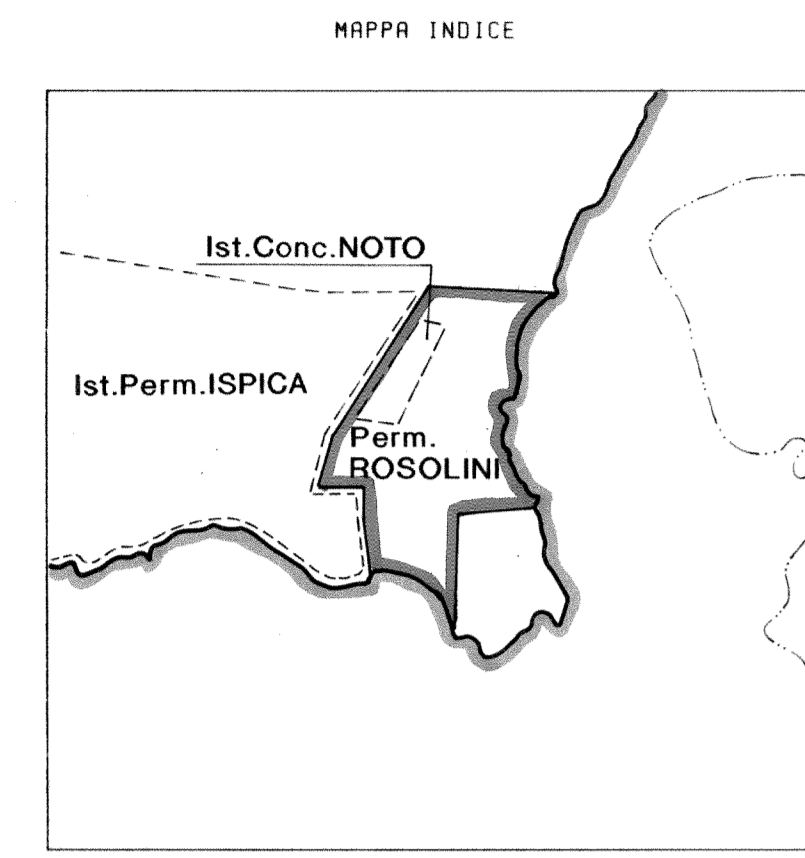 MAPPA INDICE
Ist.Conc.NOTO
Ist.Perm.ISPICA
Perm.
ROSOLINI